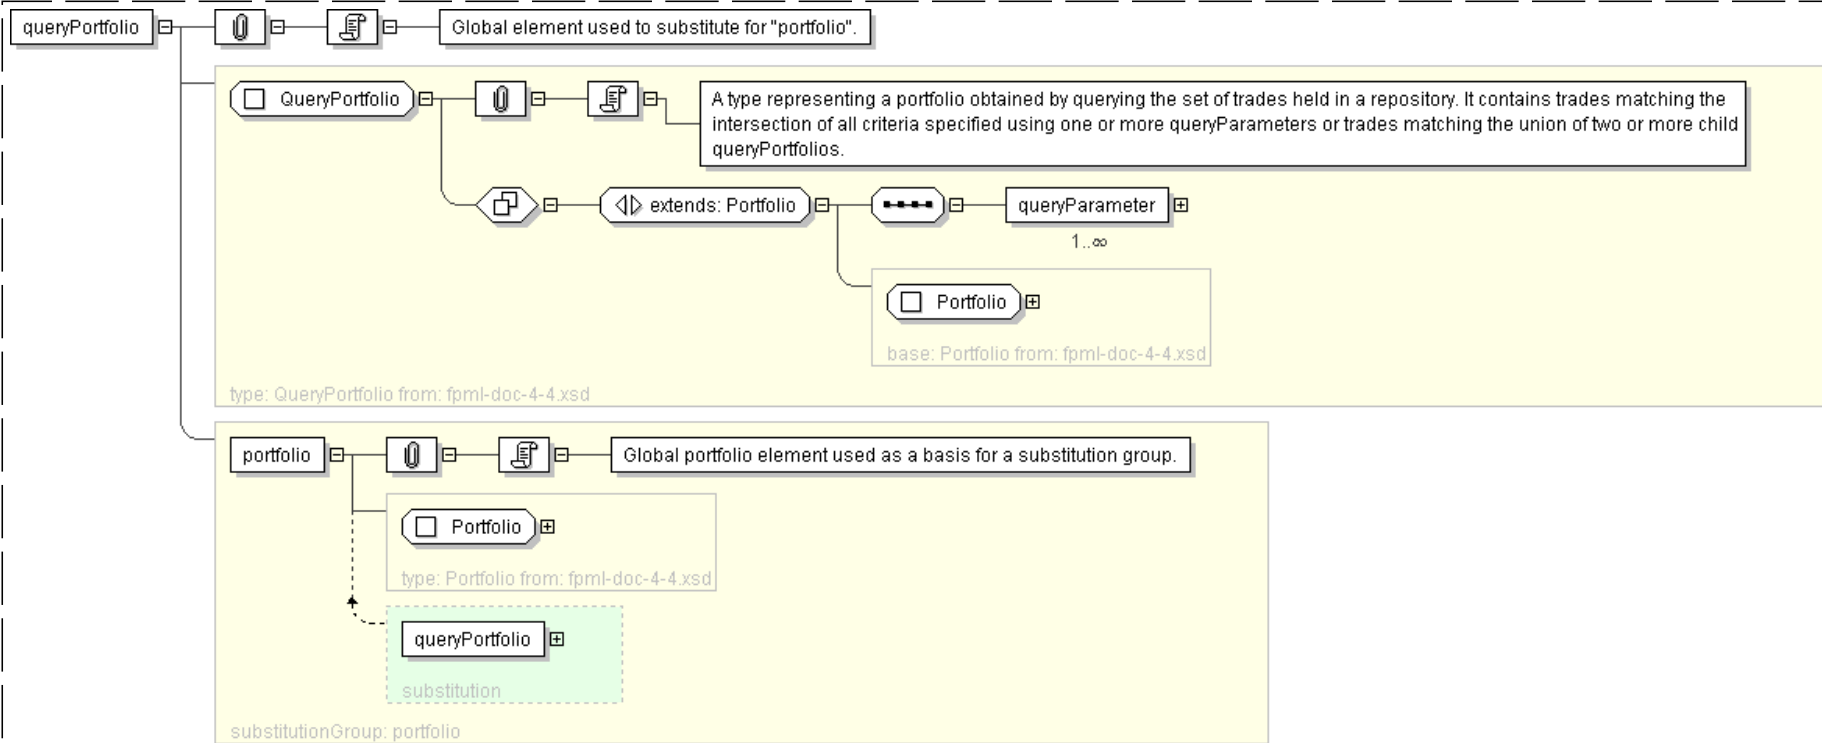 queryPortfolio
Global element used to substitute for "portfolio".
QueryPortfolio
A type representing a portfolio obtained by querying the set of trades held in a repository. It contains trades matching the
intersection of all criteria specified using one or more queryParameters or trades matching the union of two or more child
queryPortfolios.
extends: Portfolio
queryParameter
1..∞
Portfolio
base: Portfolio from: fpml-doc-4-4.xsd
type: QueryPortfolio from: fpml-doc-4-4.xsd
portfolio
Global portfolio element used as a basis for a substitution group.
Portfolio
type: Portfolio from: fpml-doc-4-4.xsd
queryPortfolio
substitution
substitutionGroup: portfolio